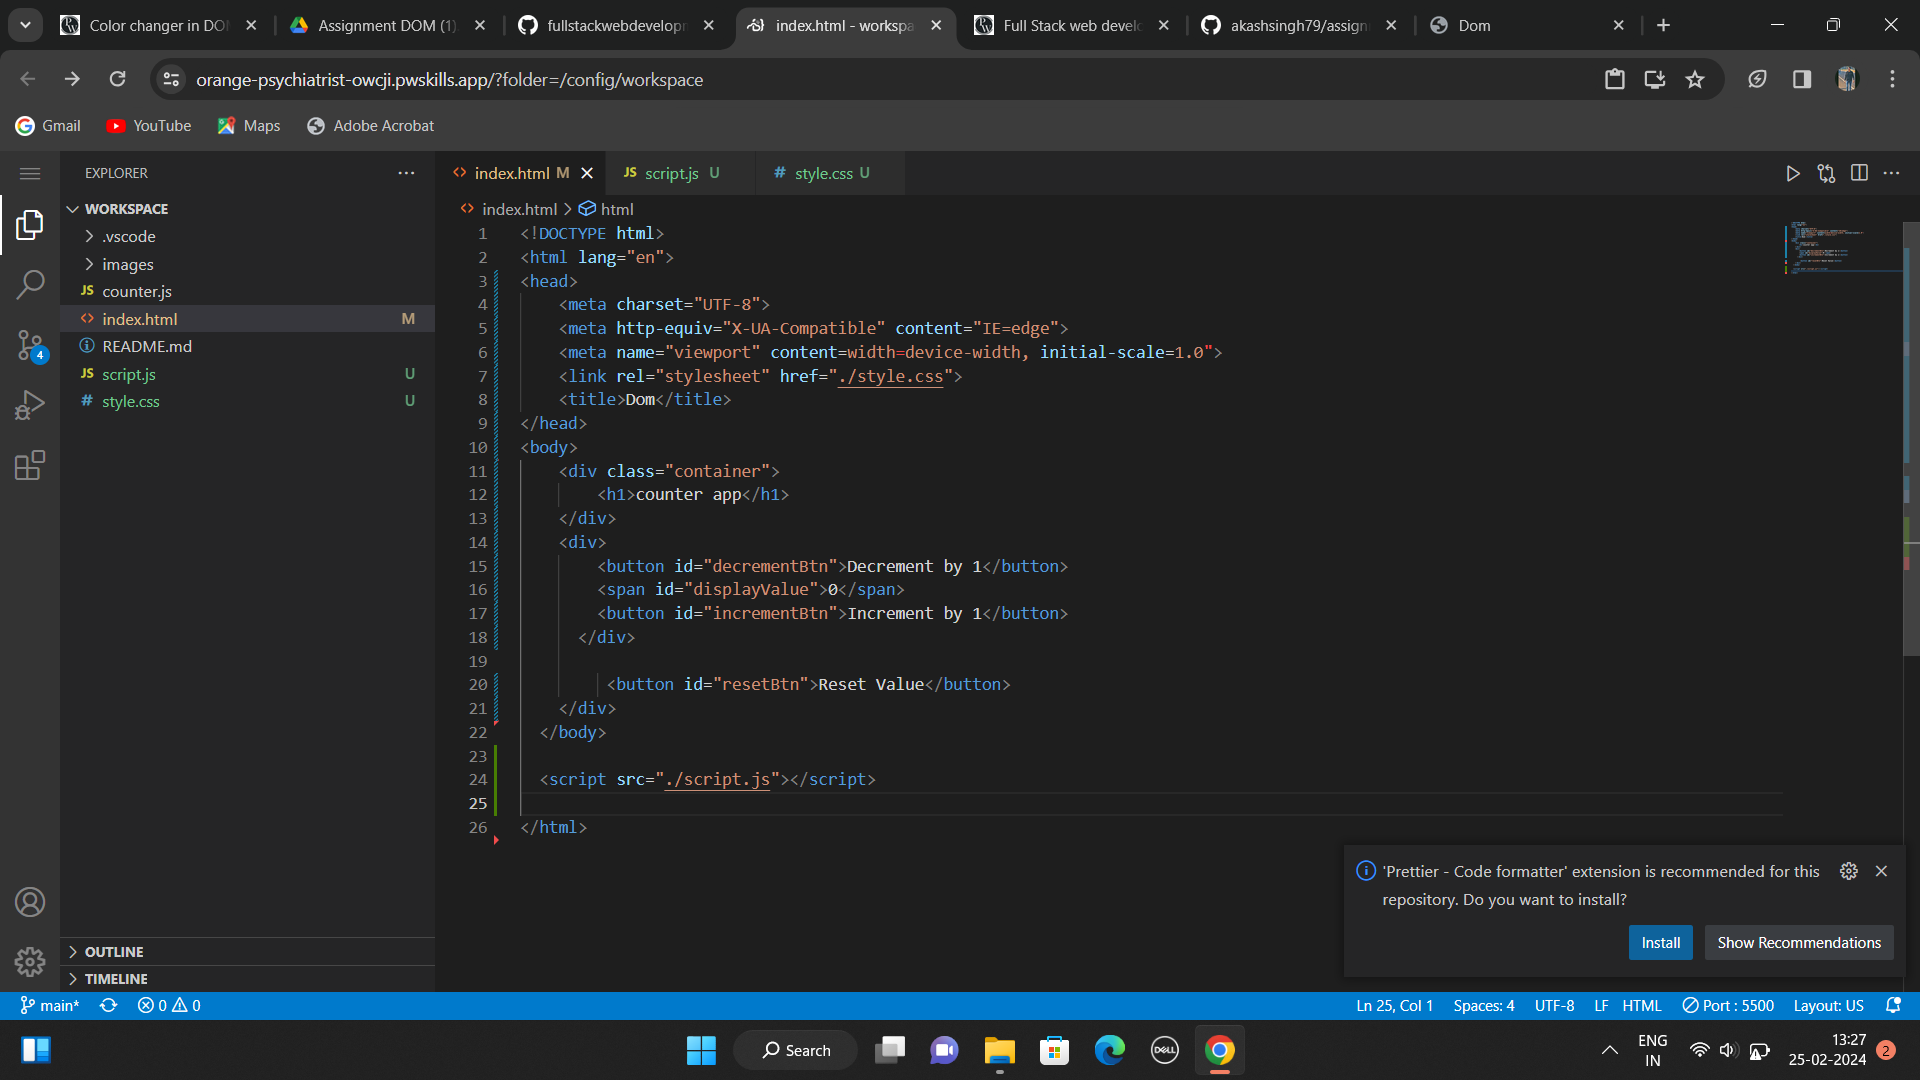 Color changer in DO
Assignment DOM (1)
fullstackwebdevelop
index.html - workspa
Full Stack web develo
akashsingh79/assign
Dom
orange-psychiatrist-owcji.pwskills.app/?folder=/config/workspace
Gmail
YouTube
Maps
Adobe Acrobat
EXPLORER
index.html M
JS script.js U
# style.css U
WORKSPACE
index.html > html
.vscode
images
JS counter.js
index.html M
README.md
JS script.js U
# style.css U
1 <!DOCTYPE html>
2 <html lang="en">
3 <head>
4 <meta charset="UTF-8">
5 <meta http-equiv="X-UA-Compatible" content="IE=edge">
6 <meta name="viewport" content=width=device-width, initial-scale=1.0">
7 <link rel="stylesheet" href="./style.css">
8 <title>Dom</title>
9 </head>
10 <body>
11 <div class="container">
12 <h1>counter app</h1>
13 </div>
14 <div>
15 <button id="decrementBtn">Decrement by 1</button>
16 <span id="displayValue">0</span>
17 <button id="incrementBtn">Increment by 1</button>
18 </div>
19
20 <button id="resetBtn">Reset Value</button>
21 </div>
22 </body>
23
24 <script src="./script.js"></script>
25
26 </html>
4
'Prettier - Code formatter' extension is recommended for this
repository. Do you want to install?
Install
Show Recommendations
OUTLINE
TIMELINE
main*
0
0
Ln 25, Col 1
Spaces: 4
UTF-8
LF
HTML
Port : 5500
Layout: US
Search
DELL
ENG
IN
13:27
25-02-2024
2